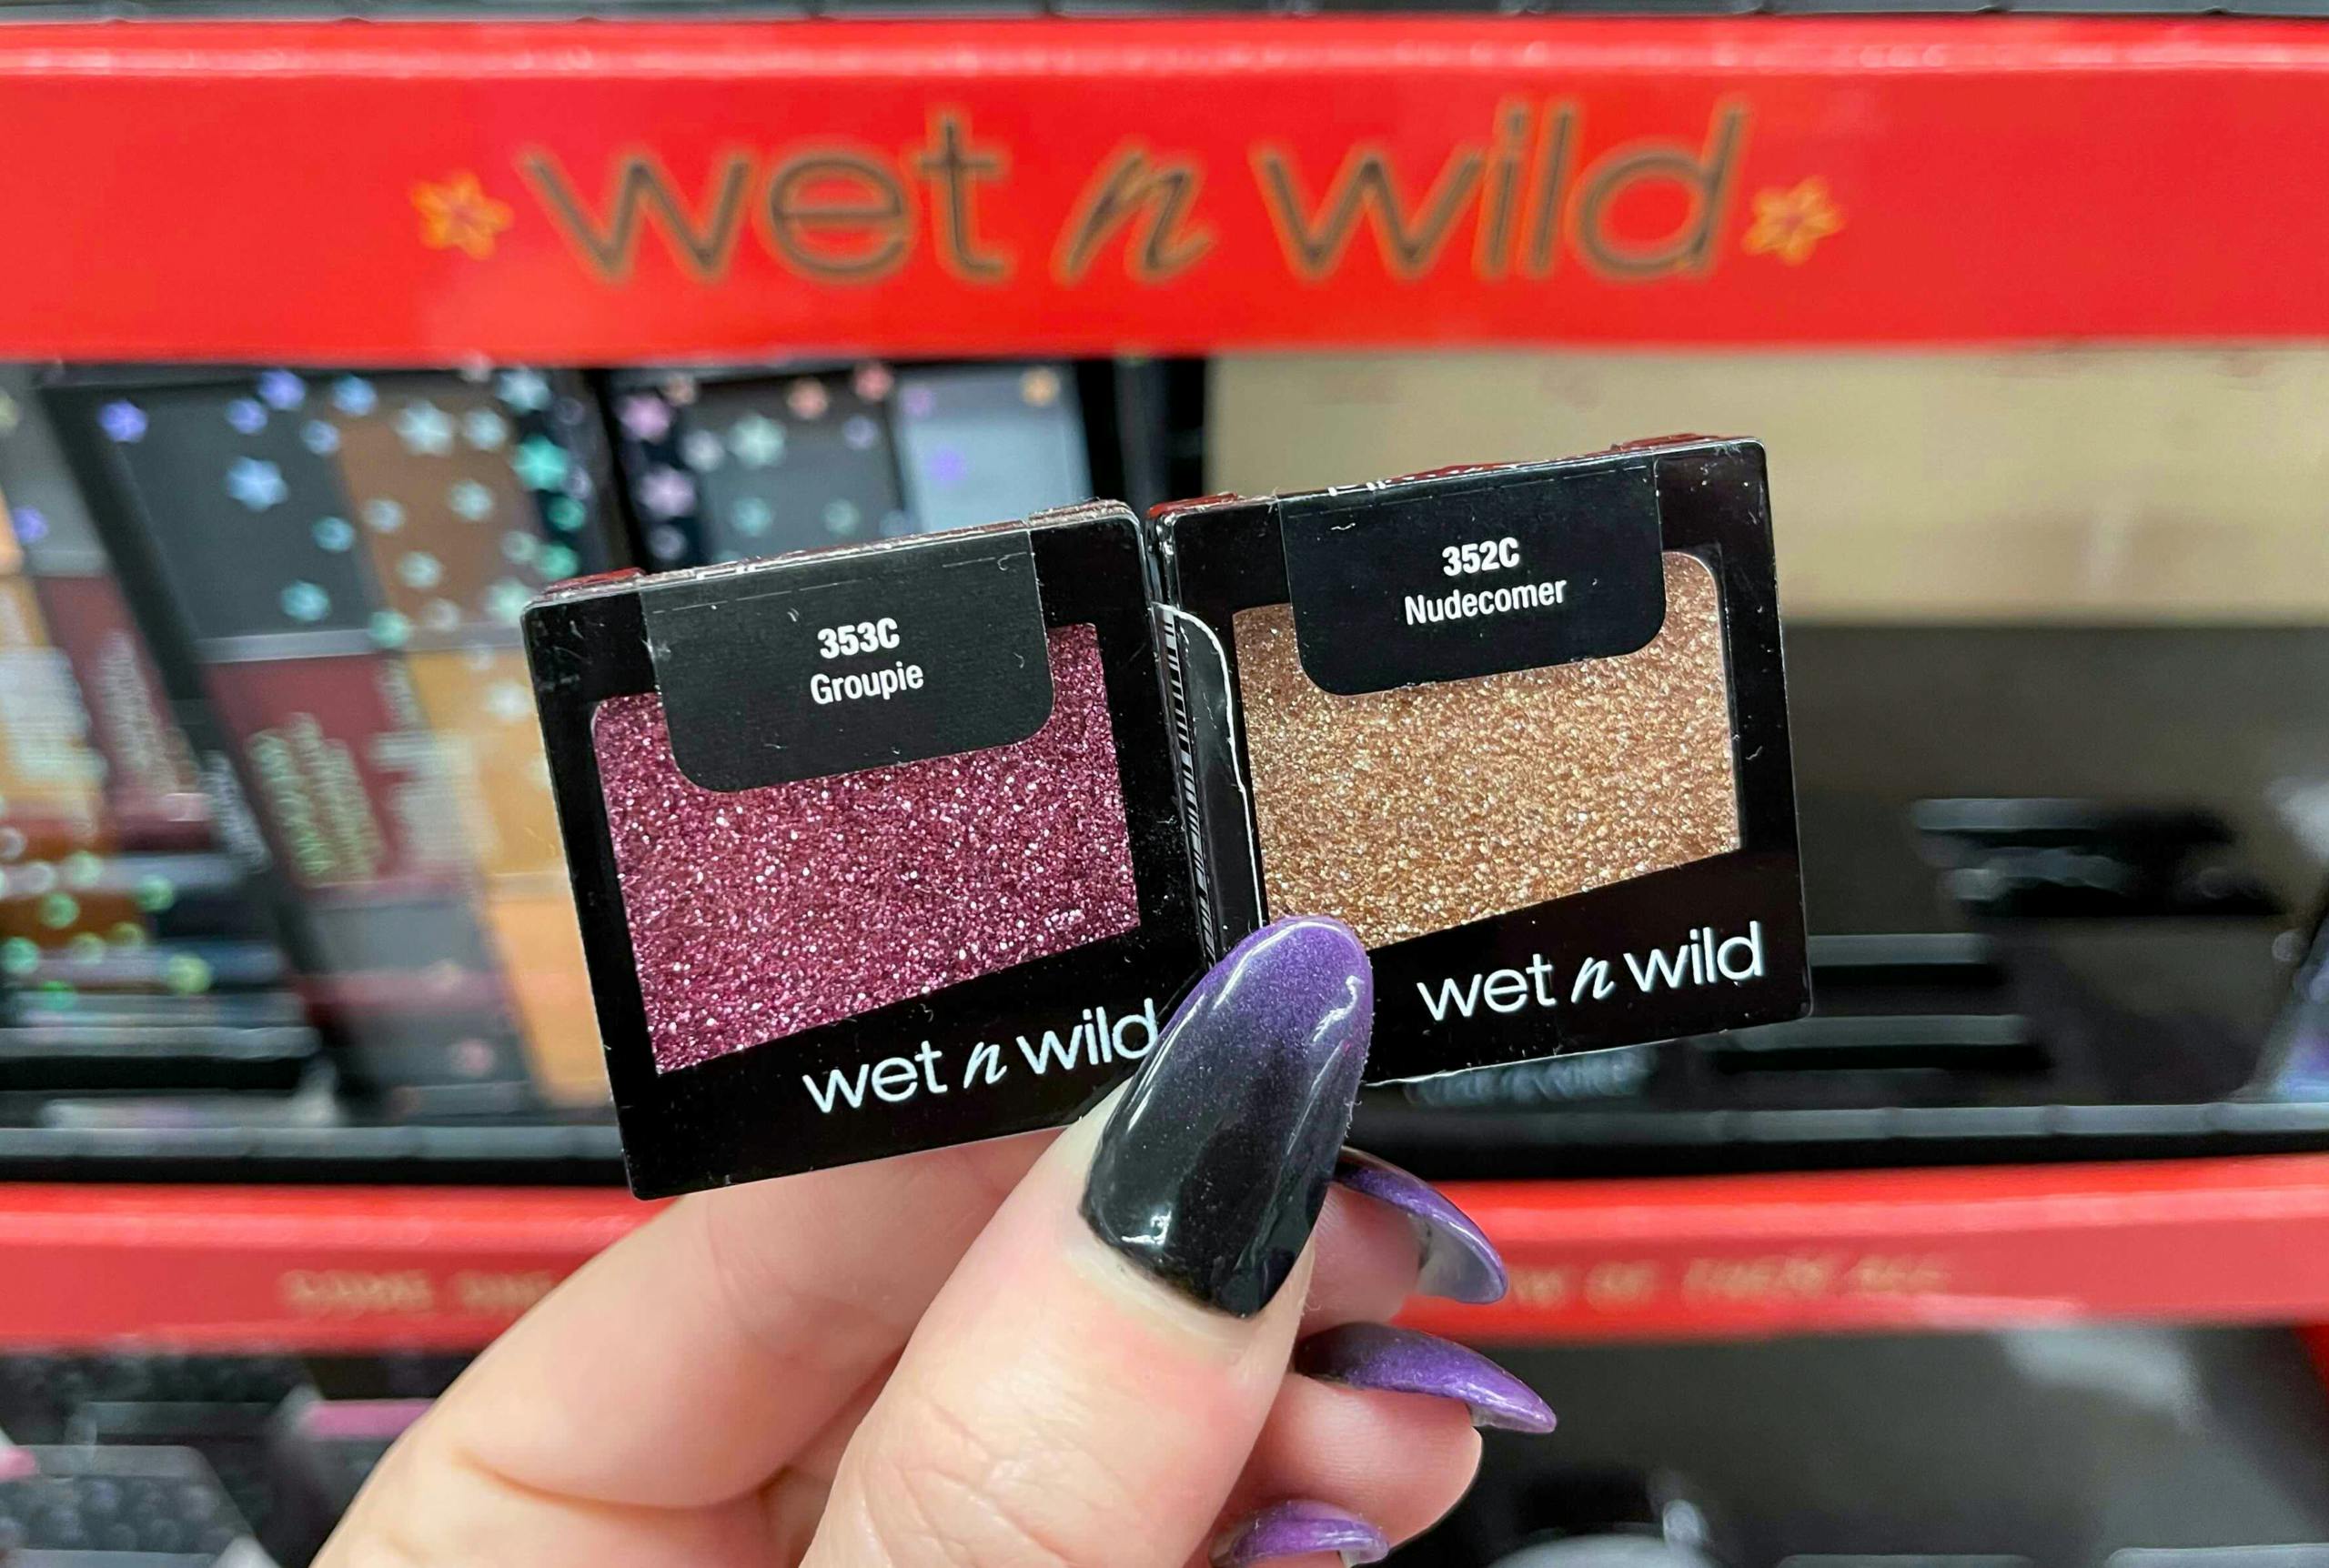 wet n wild
353C
Groupie
wet n wild
352C
Nudecomer
wet n wild